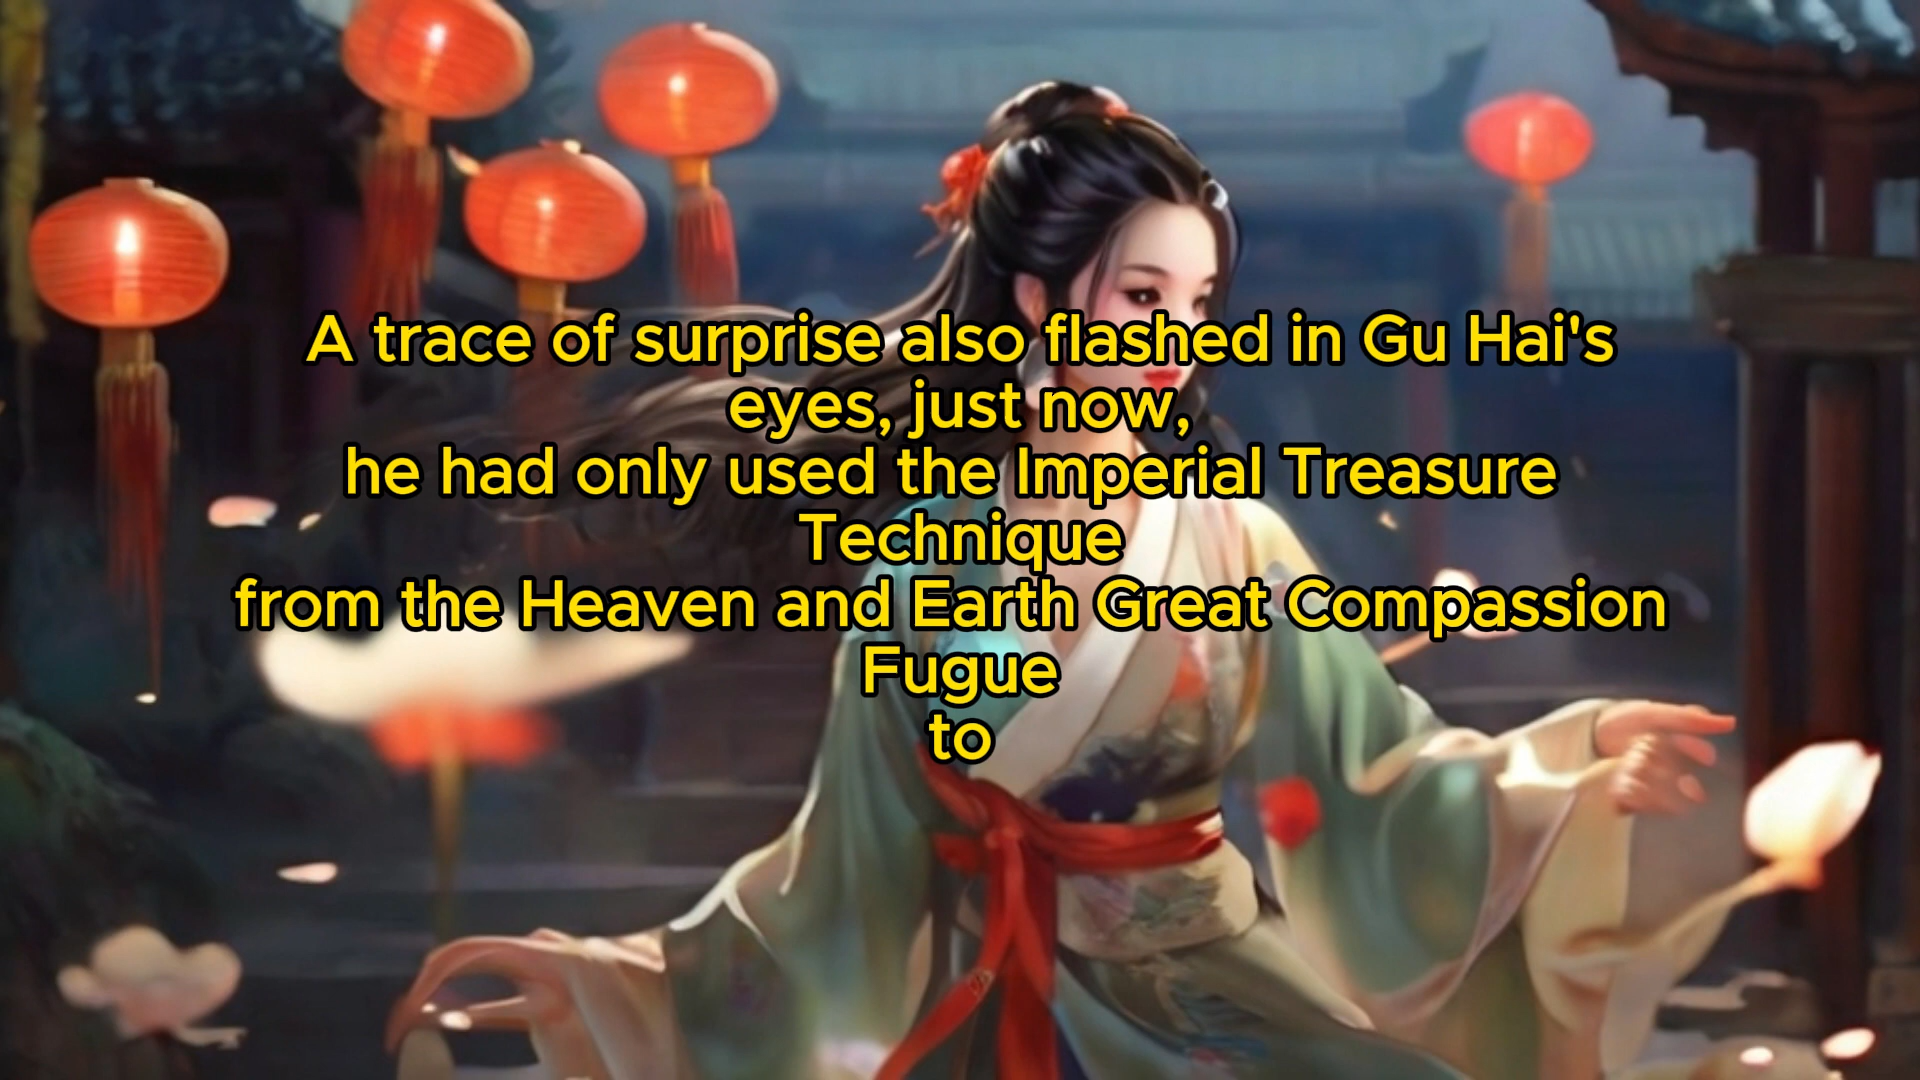 A trace of surprise also flashed in Gu Hai's
eyes, just now,
he had only used the Imperial Treasure
Technique
from the Heaven and Earth Great Compassion
Fugue
to